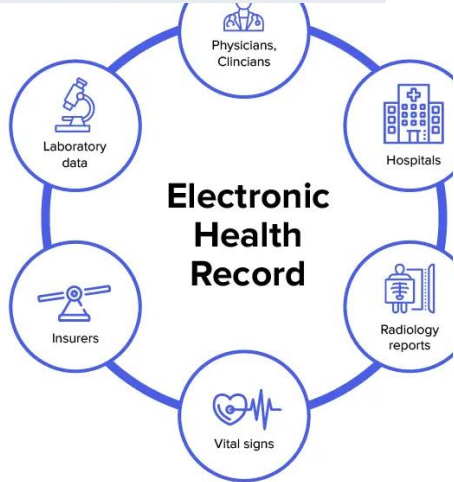 Physicians,
Clincians
Laboratory
data
Hospitals
Electronic
Health
Record
Insurers
Radiology
reports
Vital signs